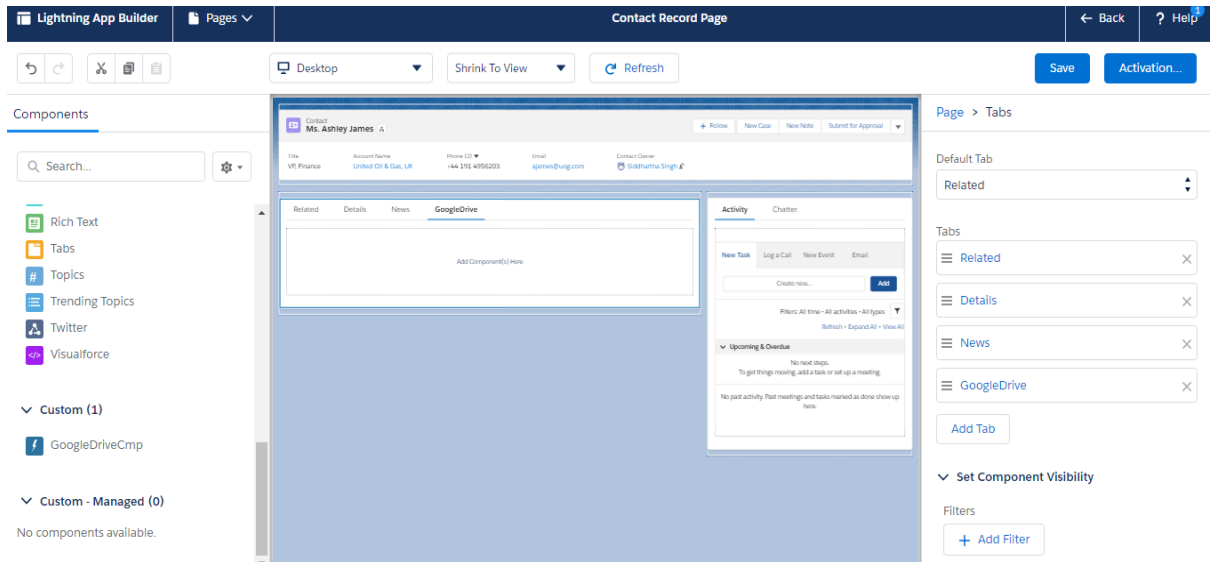 Lightning App Builder
Pages
Contact Record Page
Back
? Help
1
Desktop
Shrink To View
Refresh
Save
Activation...
Components
Search...
Rich Text
Tabs
# Topics
Trending Topics
Twitter
</> Visualforce
Custom (1)
GoogleDriveCmp
Custom - Managed (0)
No components available.
Contact
Ms. Ashley James
+ Follow New Case New Note Submit for Approval
Title Account Name Phone (2) Email Contact Owner
VP, Finance United Oil & Gas, UK +44 191 4956203 ajames@uog.com Siddhartha Singh
Related Details News GoogleDrive
Add Component(s) Here
Activity Chatter
New Task Log a Call New Event Email
Create new... Add
Filters: All time • All activities • All types
Refresh • Expand All • View All
Upcoming & Overdue
No next steps.
To get things moving, add a task or set up a meeting.
No past activity. Past meetings and tasks marked as done show up
here.
Page > Tabs
Default Tab
Related
Tabs
Related
Details
News
GoogleDrive
Add Tab
Set Component Visibility
Filters
+ Add Filter